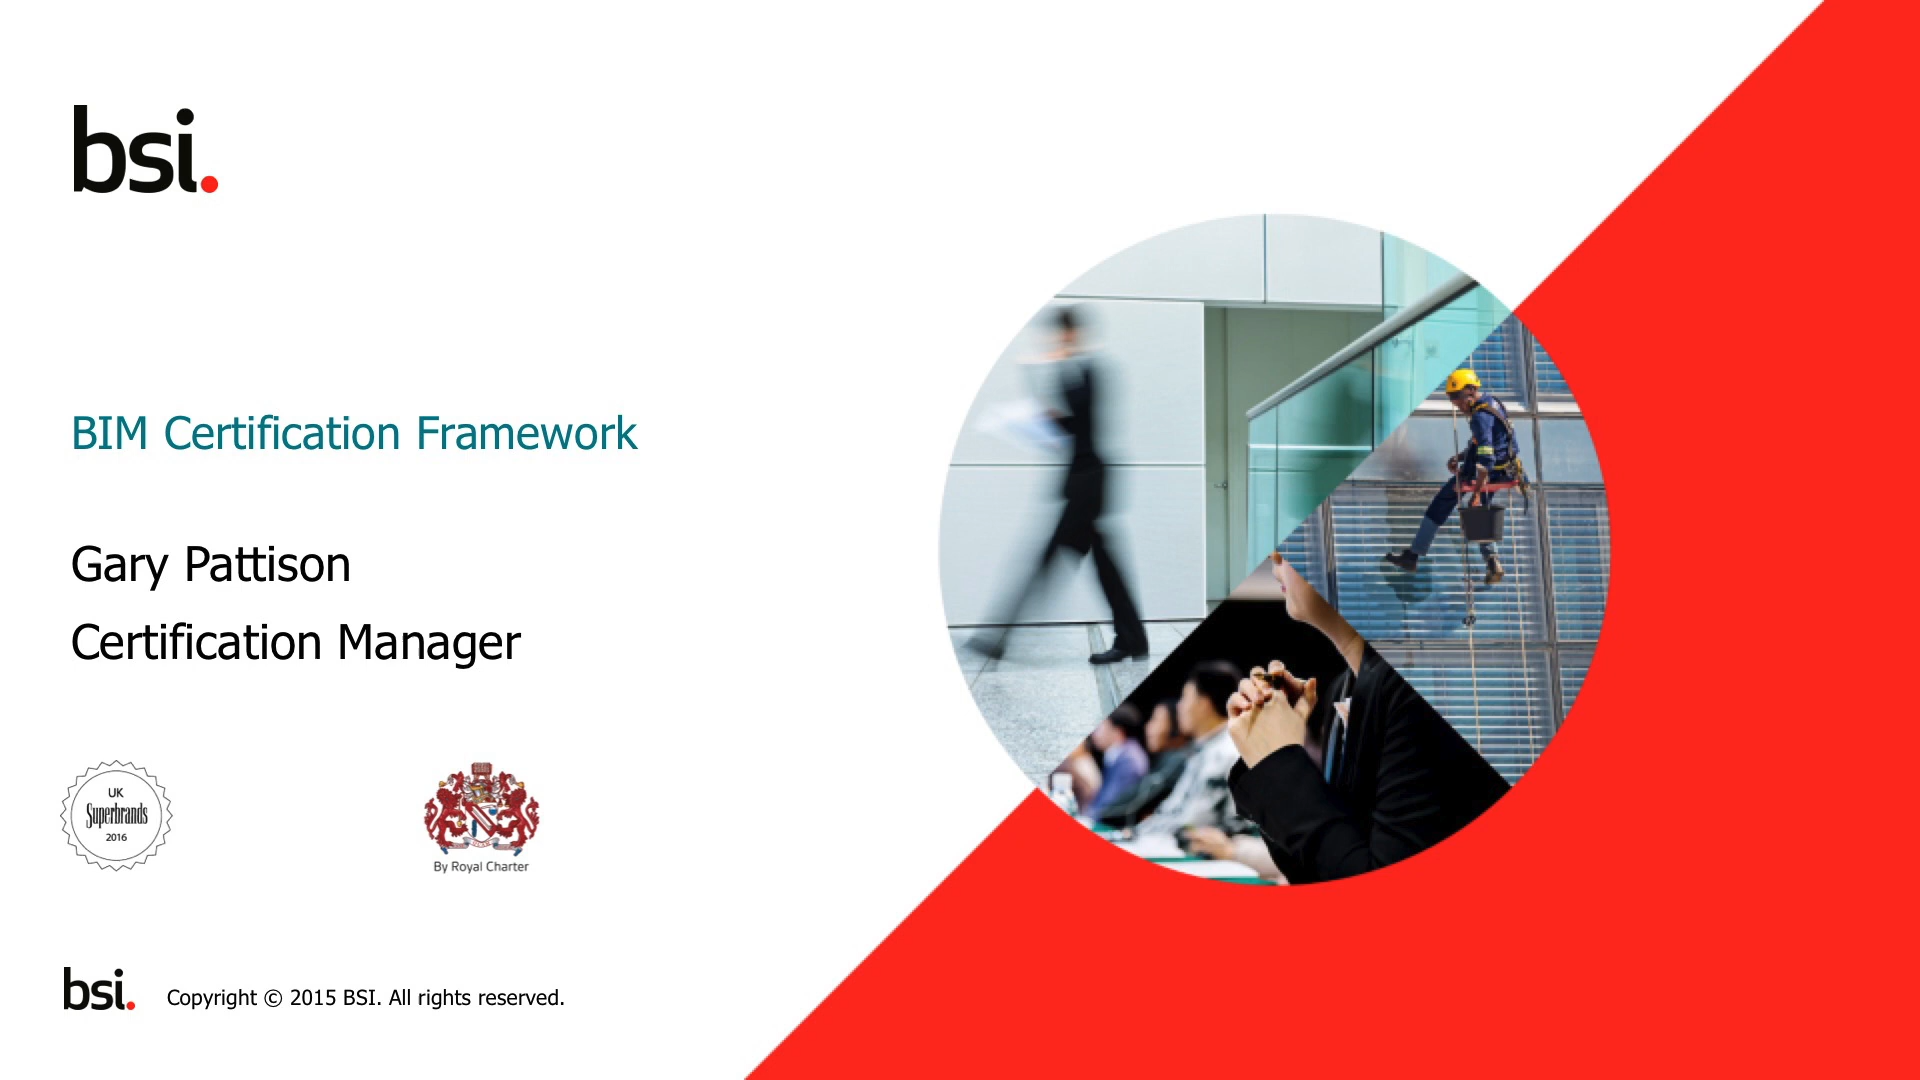 bsi.
BIM Certification Framework
Gary Pattison
Certification Manager
UK
Superbrands
2016
By Royal Charter
bsi.
Copyright © 2015 BSI. All rights reserved.